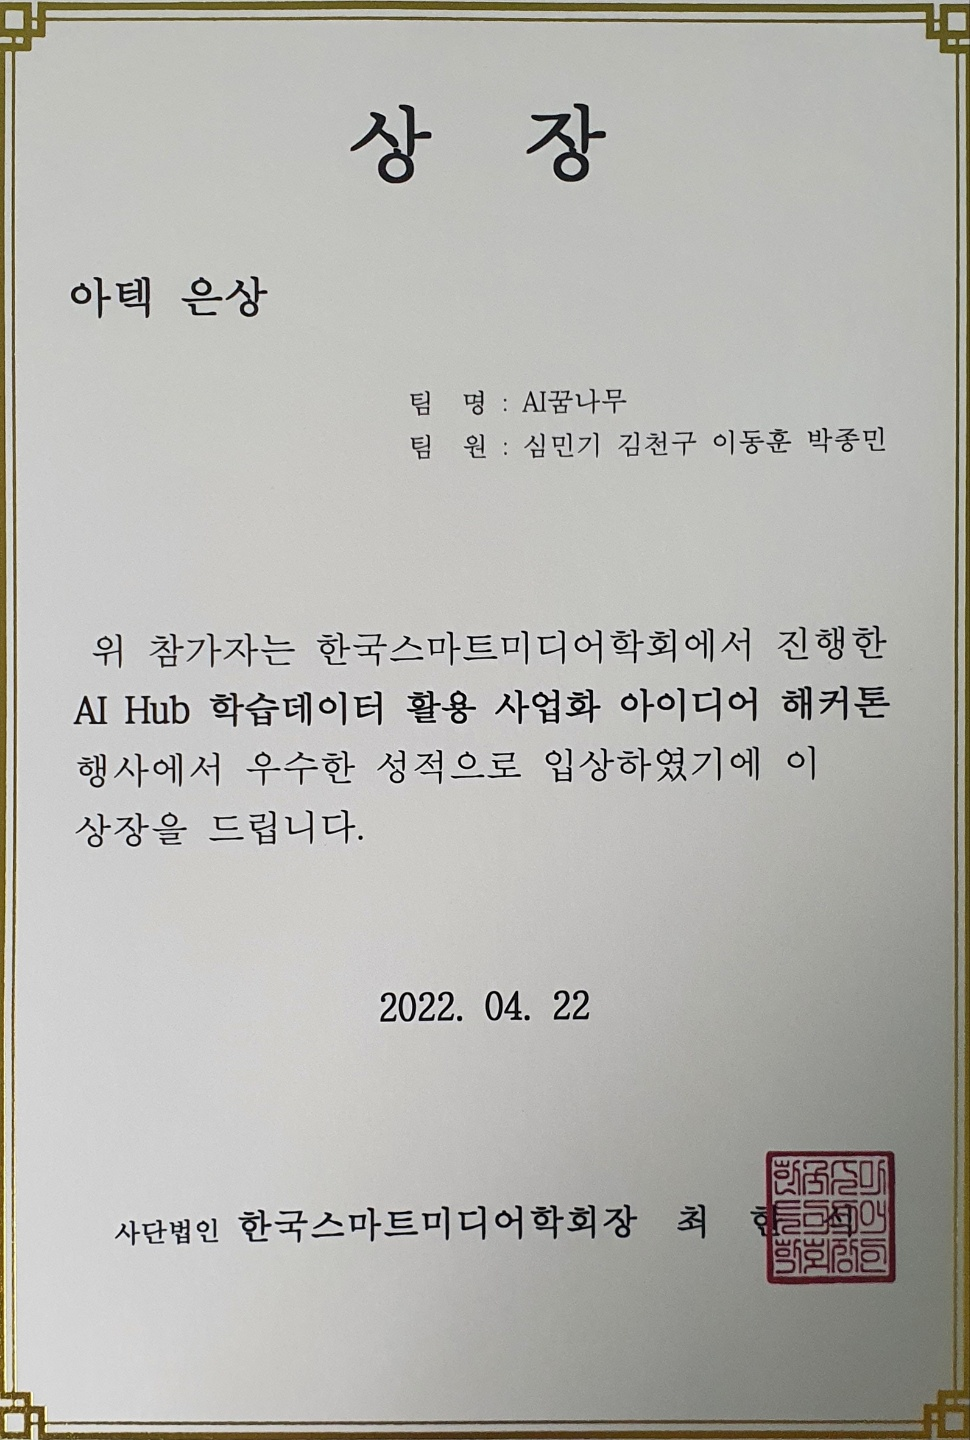 상 장
아텍 은상
팀 명 : AI꿈나무
팀 원 : 심민기 김천구 이동훈 박종민
위 참가자는 한국스마트미디어학회에서 진행한
AI Hub 학습데이터 활용 사업화 아이디어 해커톤
행사에서 우수한 성적으로 입상하였기에 이
상장을 드립니다.
2022. 04. 22
사단법인 한국스마트미디어학회장 최 한 석